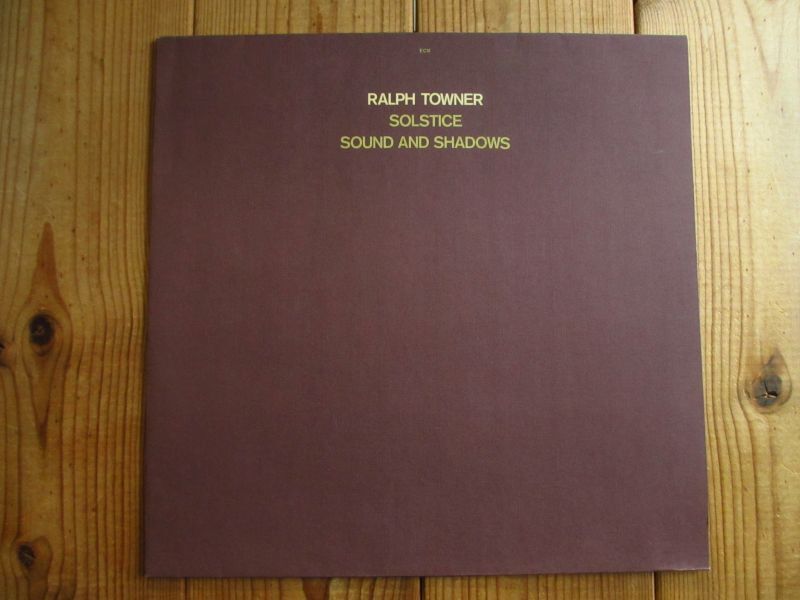 ECM
RALPH TOWNER
SOLSTICE
SOUND AND SHADOWS